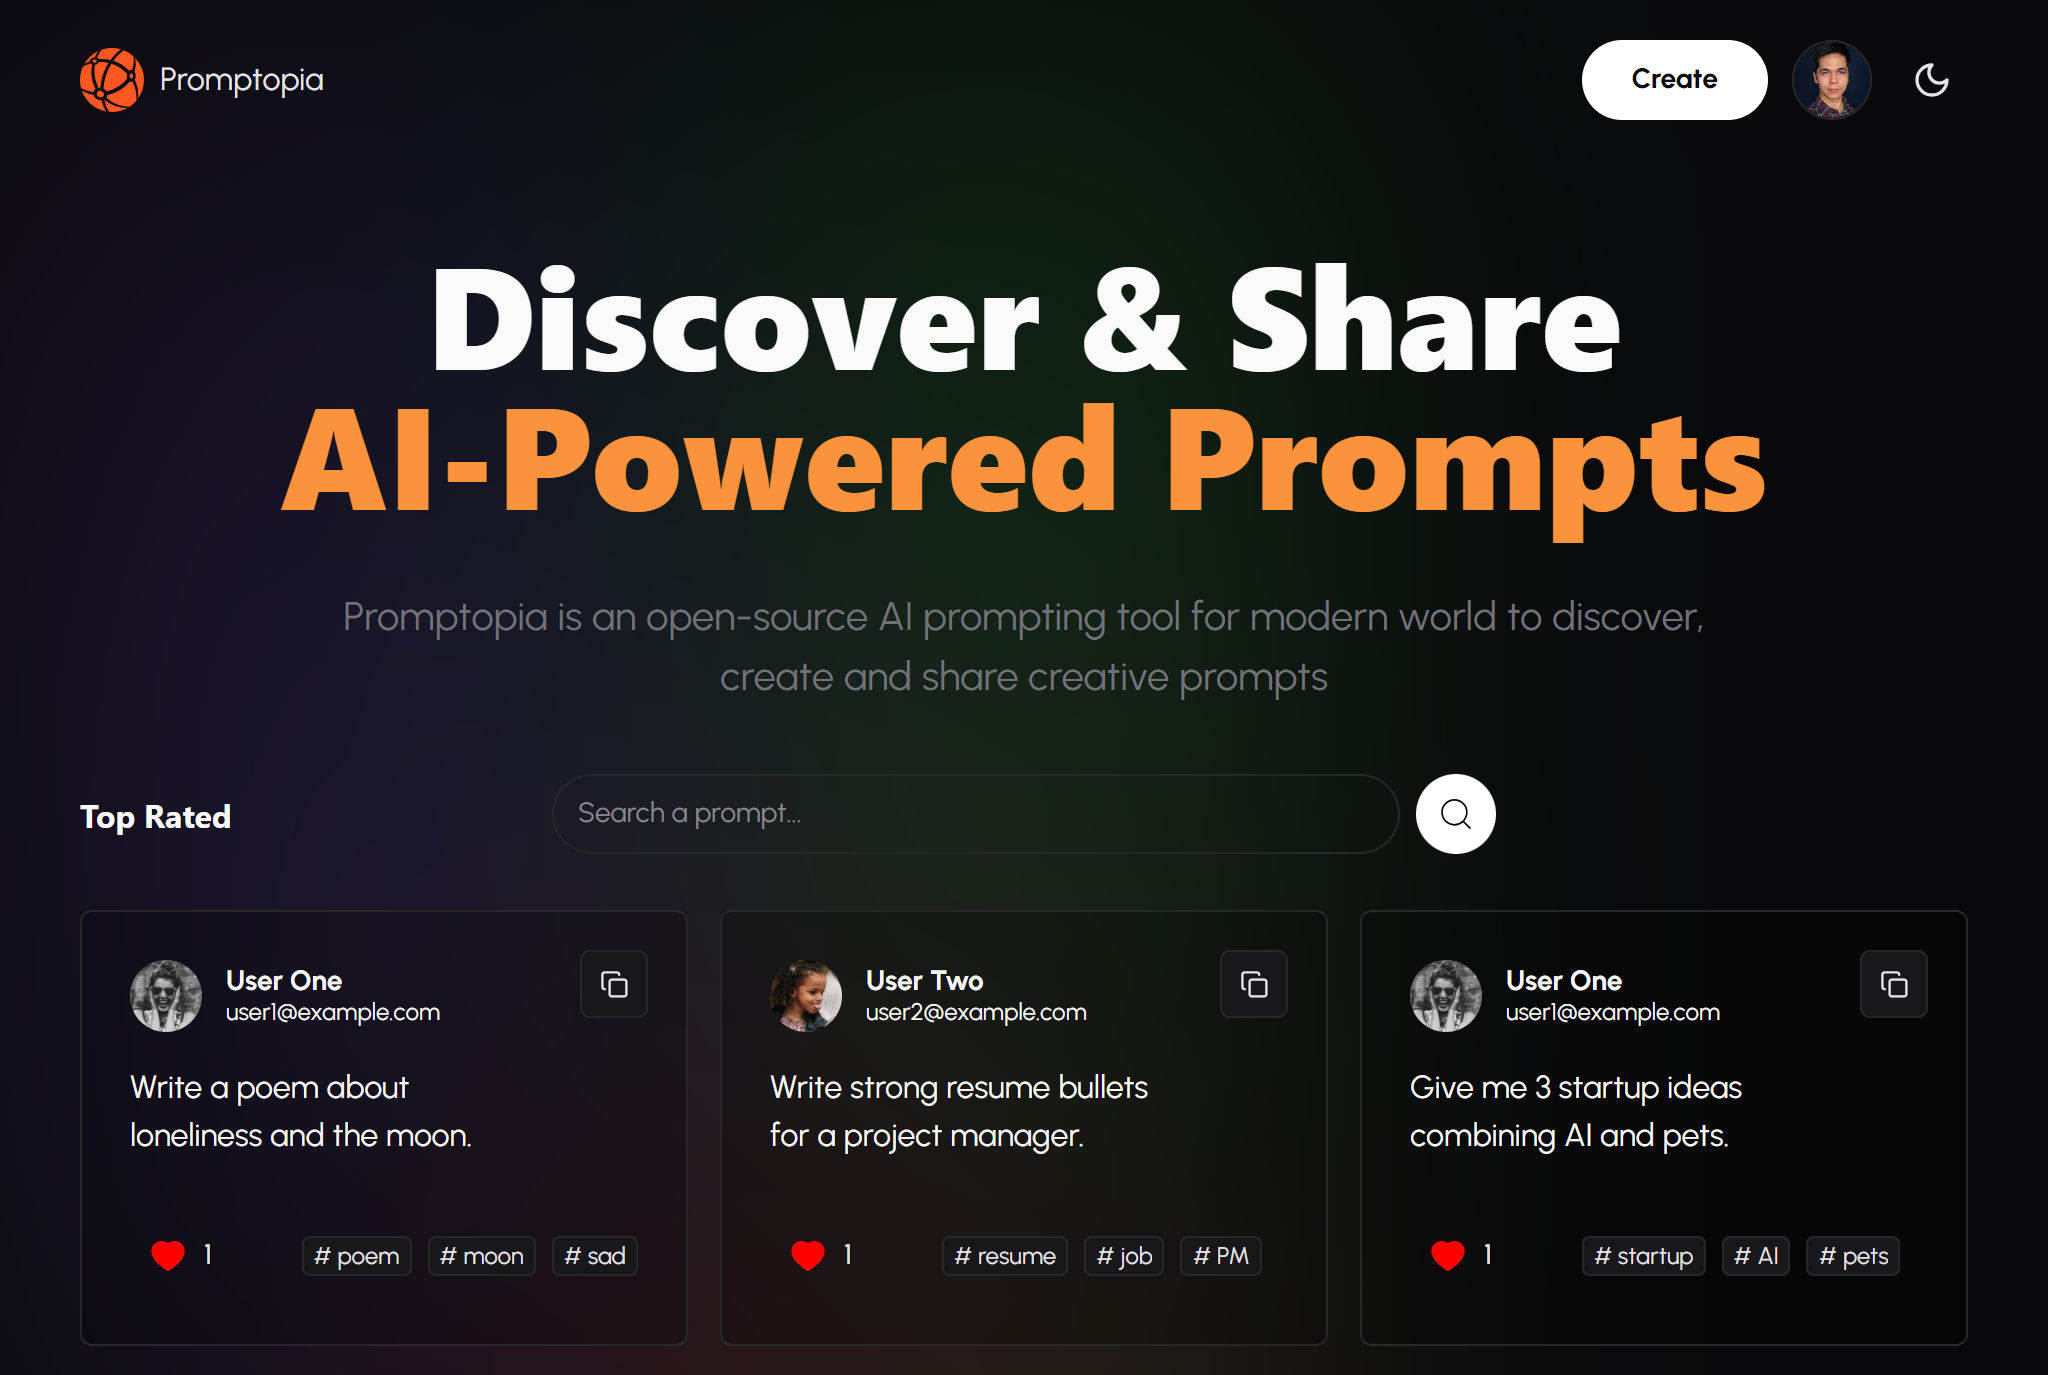 Promptopia
Create
Discover & Share
AI-Powered Prompts
Promptopia is an open-source AI prompting tool for modern world to discover,
create and share creative prompts
Top Rated
Search a prompt...
User One
user1@example.com
Write a poem about
loneliness and the moon.
1
# poem # moon # sad
User Two
user2@example.com
Write strong resume bullets
for a project manager.
1
# resume # job # PM
User One
user1@example.com
Give me 3 startup ideas
combining AI and pets.
1
# startup # AI # pets